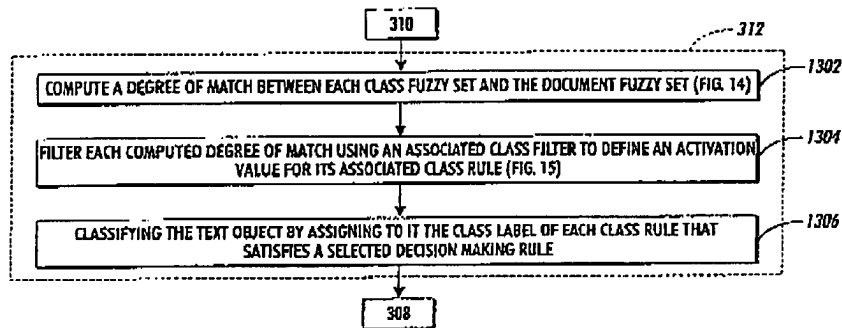 310
312
COMPUTE A DEGREE OF MATCH BETWEEN EACH CLASS FUZZY SET AND THE DOCUMENT FUZZY SET (FIG. 14)
1302
FILTER EACH COMPUTED DEGREE OF MATCH USING AN ASSOCIATED CLASS FILTER TO DEFINE AN ACTIVATION
VALUE FOR ITS ASSOCIATED CLASS RULE (FIG. 15)
1304
CLASSIFYING THE TEXT OBJECT BY ASSIGNING TO IT THE CLASS LABEL OF EACH CLASS RULE THAT
SATISFIES A SELECTED DECISION MAKING RULE
1306
308